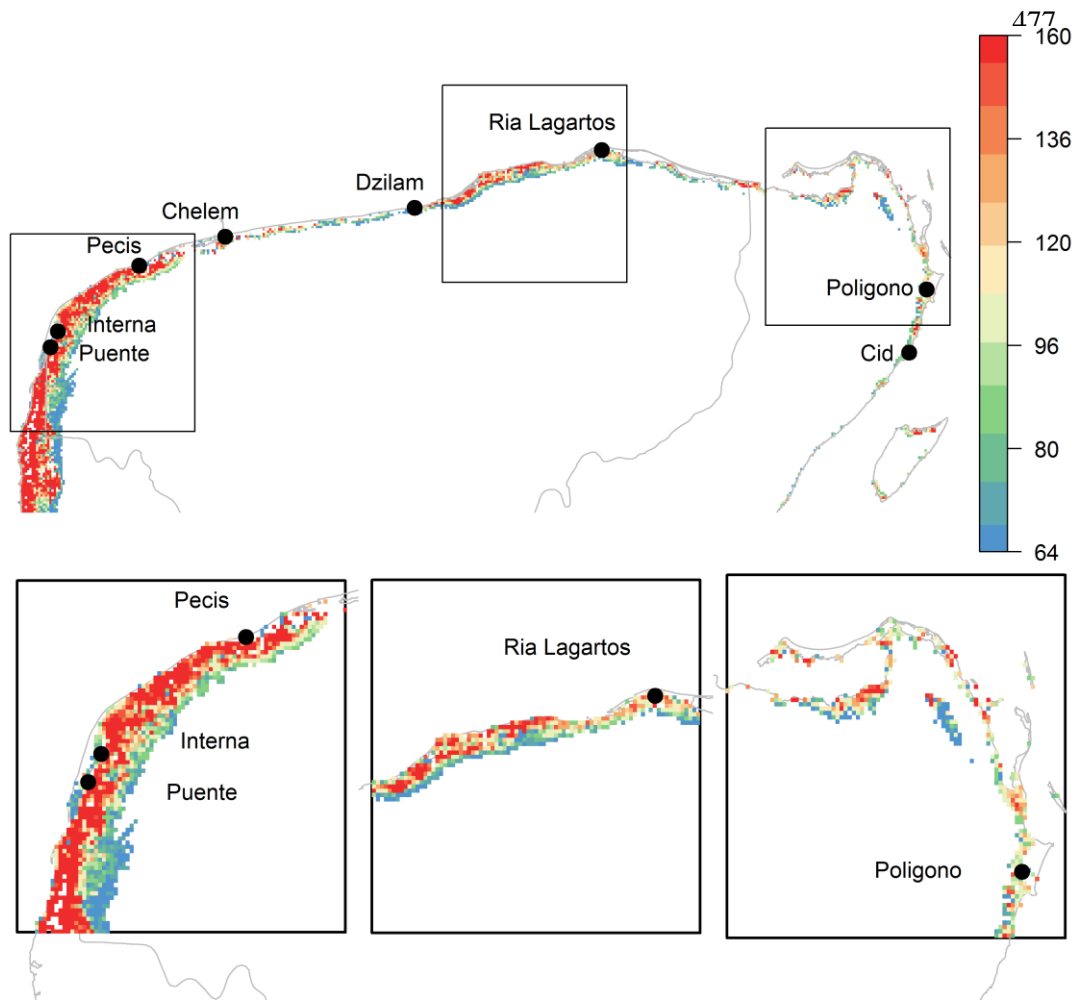 477
160
Ria Lagartos
136
Dzilam
Chelem
120
Pecis
Poligono
Interna
96
Puente
Cid
80
64
Pecis
Ria Lagartos
Interna
Puente
Poligono